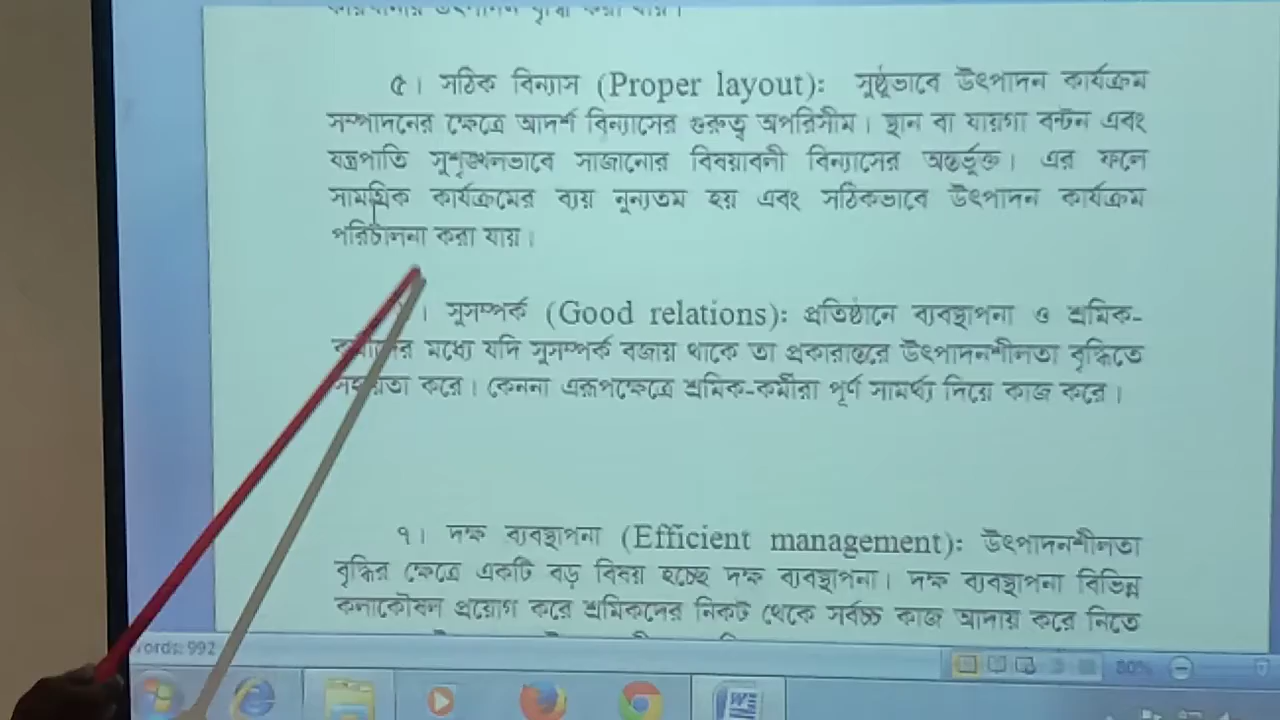 ৫। সঠিক বিন্যাস (Proper layout): সুষ্ঠুভাবে উৎপাদন কার্যক্রম
সম্পাদনের ক্ষেত্রে আদর্শ বিন্যাসের গুরুত্ব অপরিসীম। স্থান বা যায়গা বন্টন এবং
যন্ত্রপাতি সুশৃঙ্খলভাবে সাজানোর বিষয়াবলী বিন্যাসের অন্তর্ভূক্ত। এর ফলে
সামগ্রিক কার্যক্রমের ব্যয় নূন্যতম হয় এবং সঠিকভাবে উৎপাদন কার্যক্রম
পরিচালনা করা যায়।
। সুসম্পর্ক (Good relations): প্রতিষ্ঠানে ব্যবস্থাপনা ও শ্রমিক-
মধ্যে যদি সুসম্পর্ক বজায় থাকে তা প্রকারান্তরে উৎপাদনশীলতা বৃদ্ধিতে
করে। কেননা এরূপক্ষেত্রে শ্রমিক-কর্মীরা পূর্ণ সামর্থ্য দিয়ে কাজ করে।
৭। দক্ষ ব্যবস্থাপনা (Efficient management): উৎপাদনশীলতা
বৃদ্ধির ক্ষেত্রে একটি বড় বিষয় হচ্ছে দক্ষ ব্যবস্থাপনা। দক্ষ ব্যবস্থাপনা বিভিন্ন
কলাকৌশল প্রয়োগ করে শ্রমিকদের নিকট থেকে সর্বচ্চ কাজ আদায় করে নিতে
Words: 992
80%